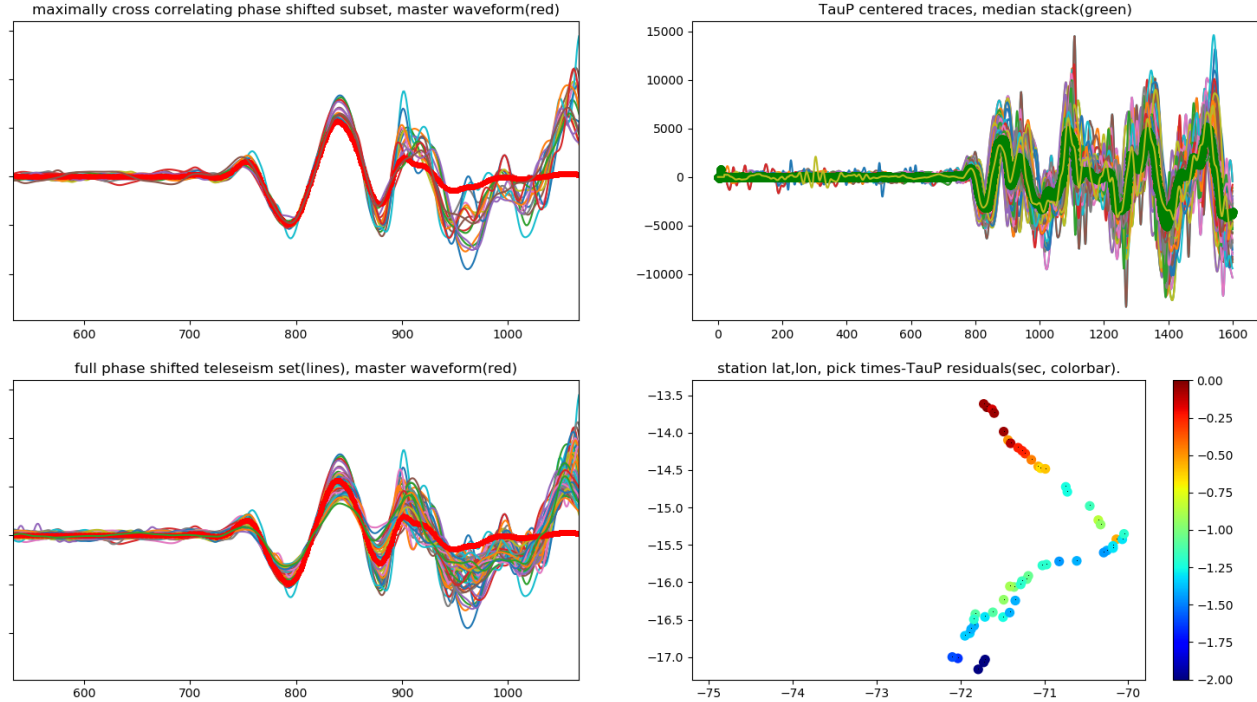 maximally cross correlating phase shifted subset, master waveform(red)
600 700 800 900 1000
TauP centered traces, median stack(green)
15000
10000
5000
0
−5000
−10000
0 200 400 600 800 1000 1200 1400 1600
full phase shifted teleseism set(lines), master waveform(red)
600 700 800 900 1000
station lat,lon, pick times-TauP residuals(sec, colorbar).
−13.5
−14.0
−14.5
−15.0
−15.5
−16.0
−16.5
−17.0
−75 −74 −73 −72 −71 −70
0.00
−0.25
−0.50
−0.75
−1.00
−1.25
−1.50
−1.75
−2.00